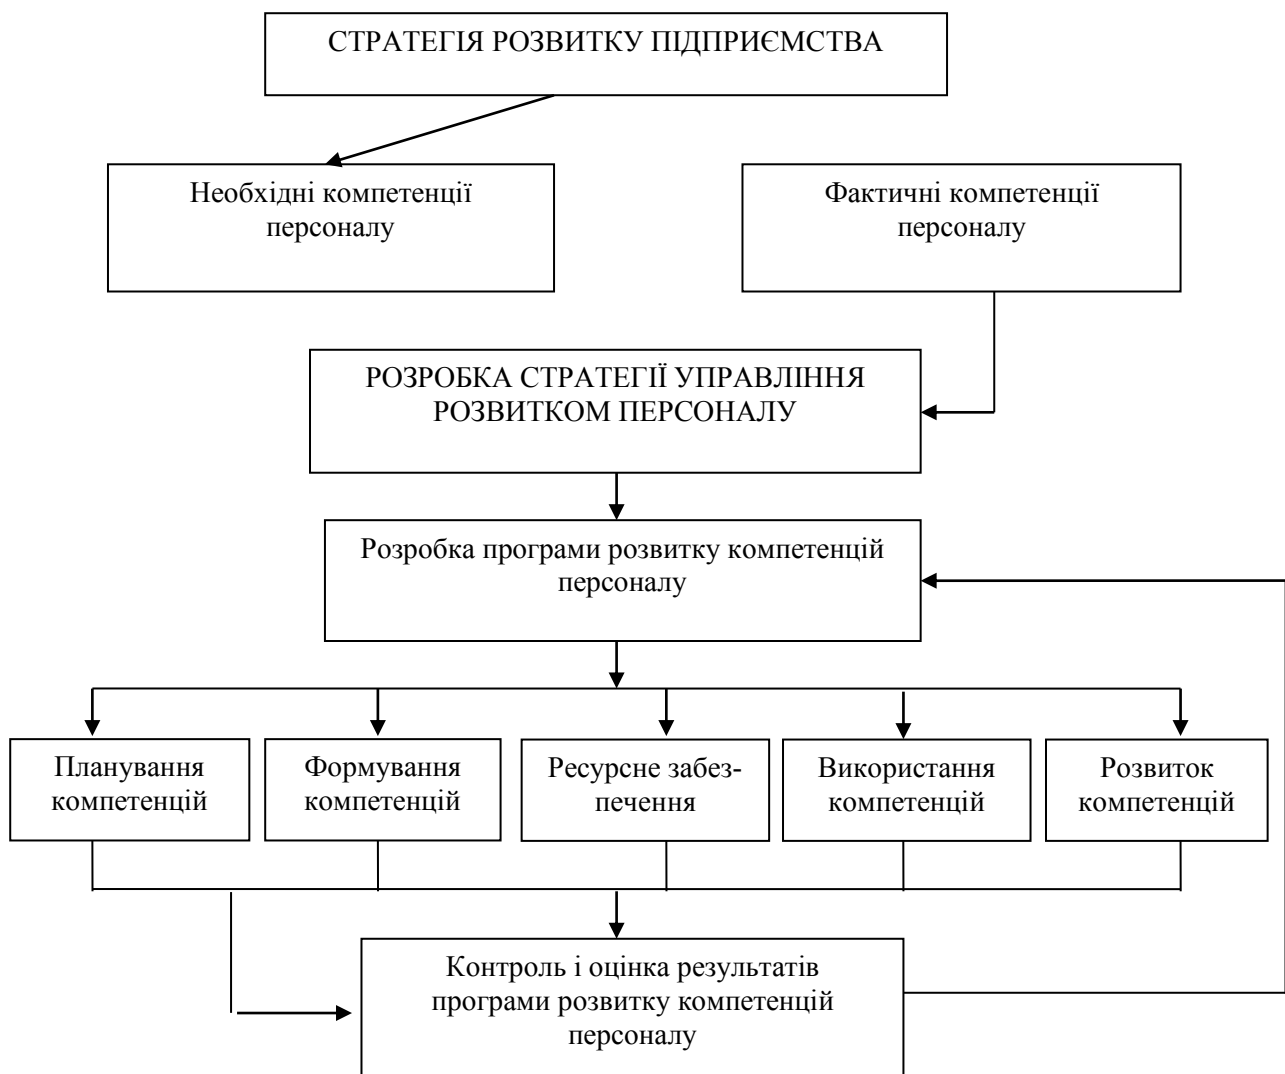 СТРАТЕГІЯ РОЗВИТКУ ПІДПРИЄМСТВА
Необхідні компетенції
персоналу
Фактичні компетенції
персоналу
РОЗРОБКА СТРАТЕГІЇ УПРАВЛІННЯ
РОЗВИТКОМ ПЕРСОНАЛУ
Розробка програми розвитку компетенцій
персоналу
Планування
компетенцій
Формування
компетенцій
Ресурсне забез-
печення
Використання
компетенцій
Розвиток
компетенцій
Контроль і оцінка результатів
програми розвитку компетенцій
персоналу